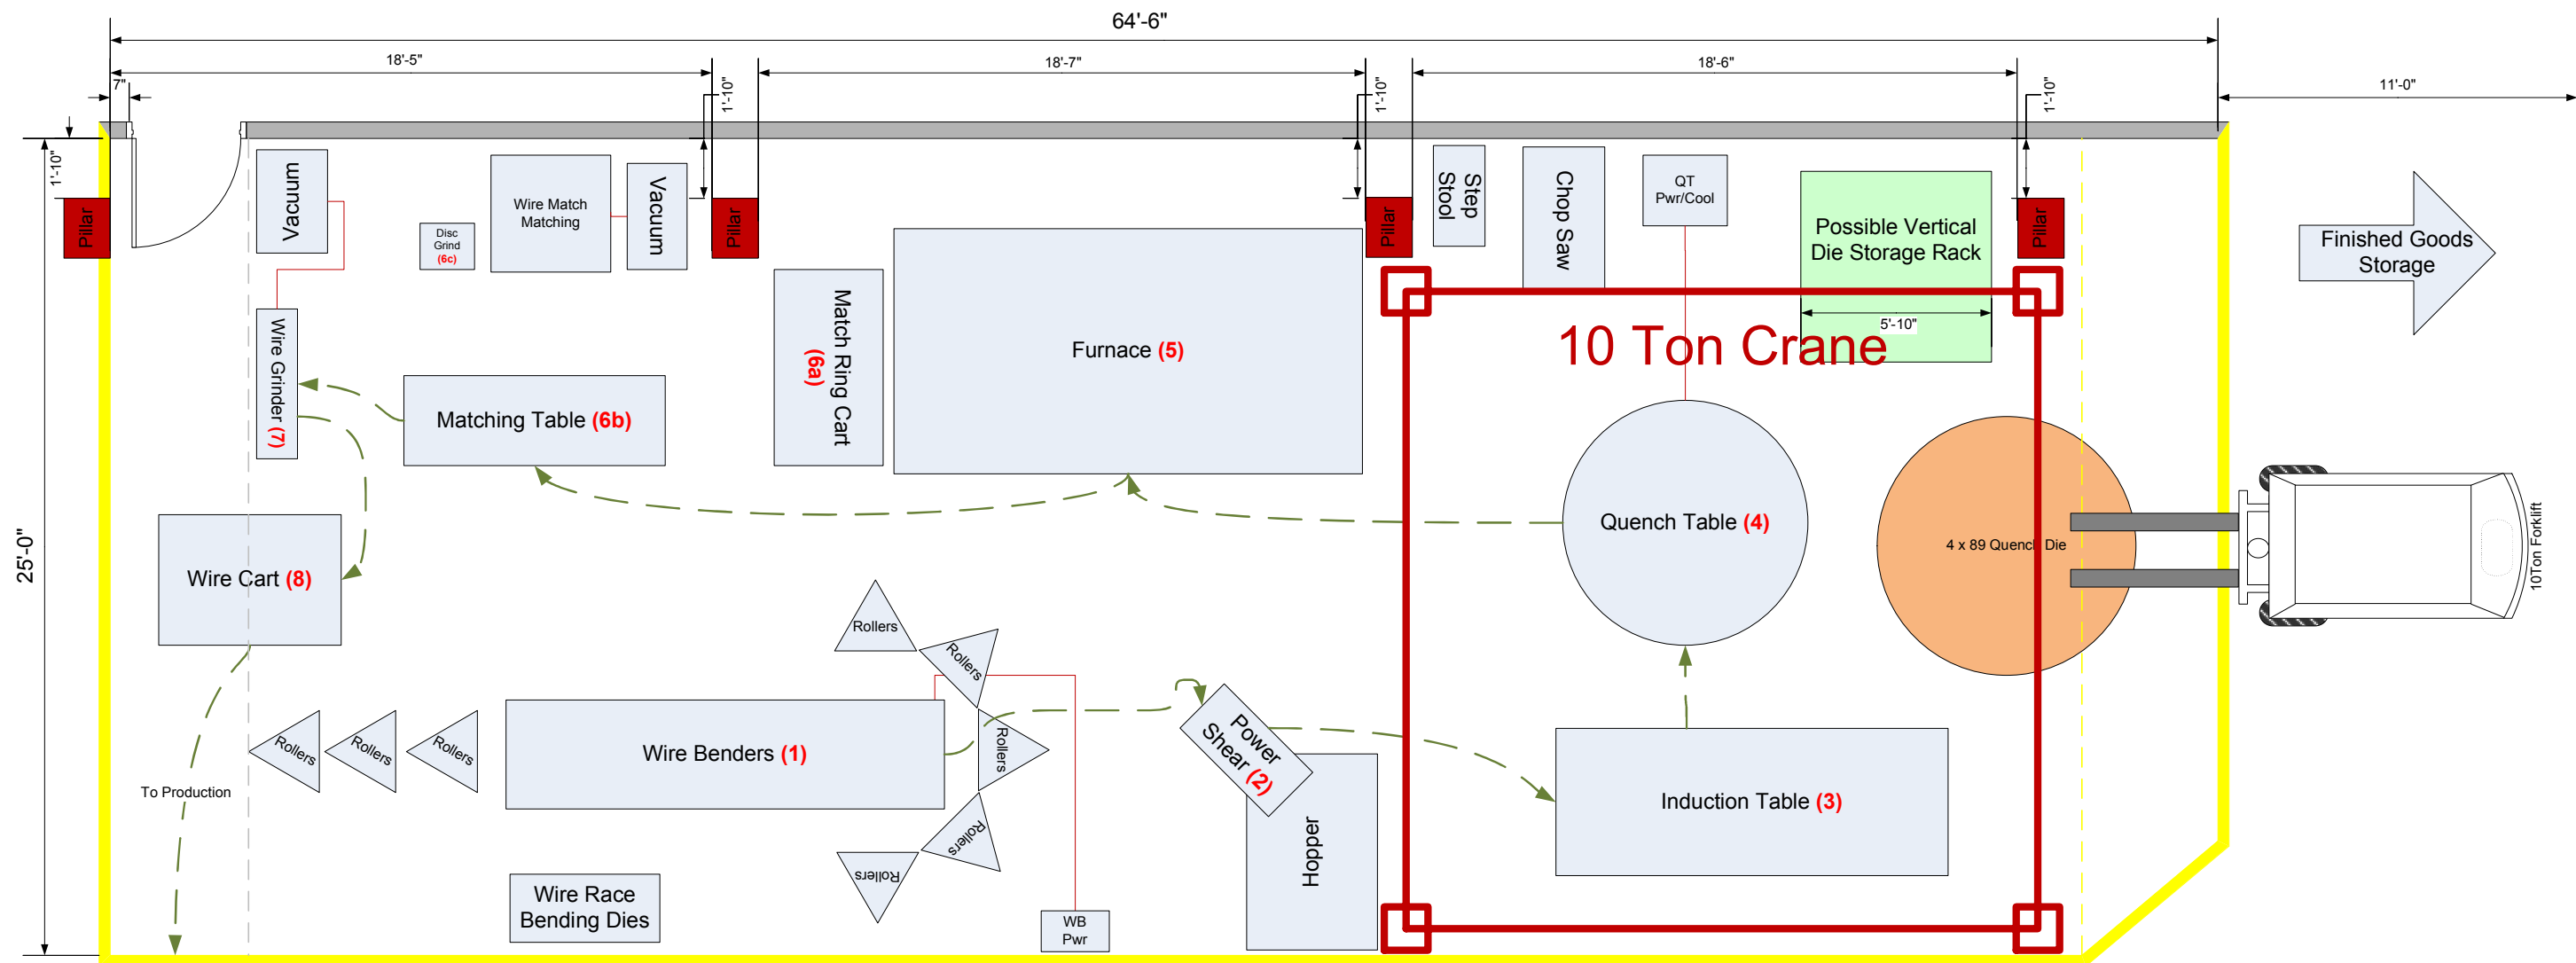 64'-6"
18'-5"
18'-7"
18'-6"
11'-0"
7"
1'-10"
1'-10"
1'-10"
1'-10"
25'-0"
Pillar
Pillar
Pillar
Pillar
Vacuum
Wire Match
Matching
Vacuum
Disc
Grind
(6c)
Step
Stool
Chop Saw
QT
Pwr/Cool
Possible Vertical
Die Storage Rack
5'-10"
Finished Goods
Storage
Wire Grinder (7)
Matching Table (6b)
Match Ring Cart
(6a)
Furnace (5)
10 Ton Crane
Quench Table (4)
4 x 89 Quench Die
10Ton Forklift
Wire Cart (8)
To Production
Rollers
Rollers
Rollers
Rollers
Rollers
Rollers
Rollers
Rollers
Wire Benders (1)
Power
Shear (2)
Hopper
Induction Table (3)
Wire Race
Bending Dies
WB
Pwr